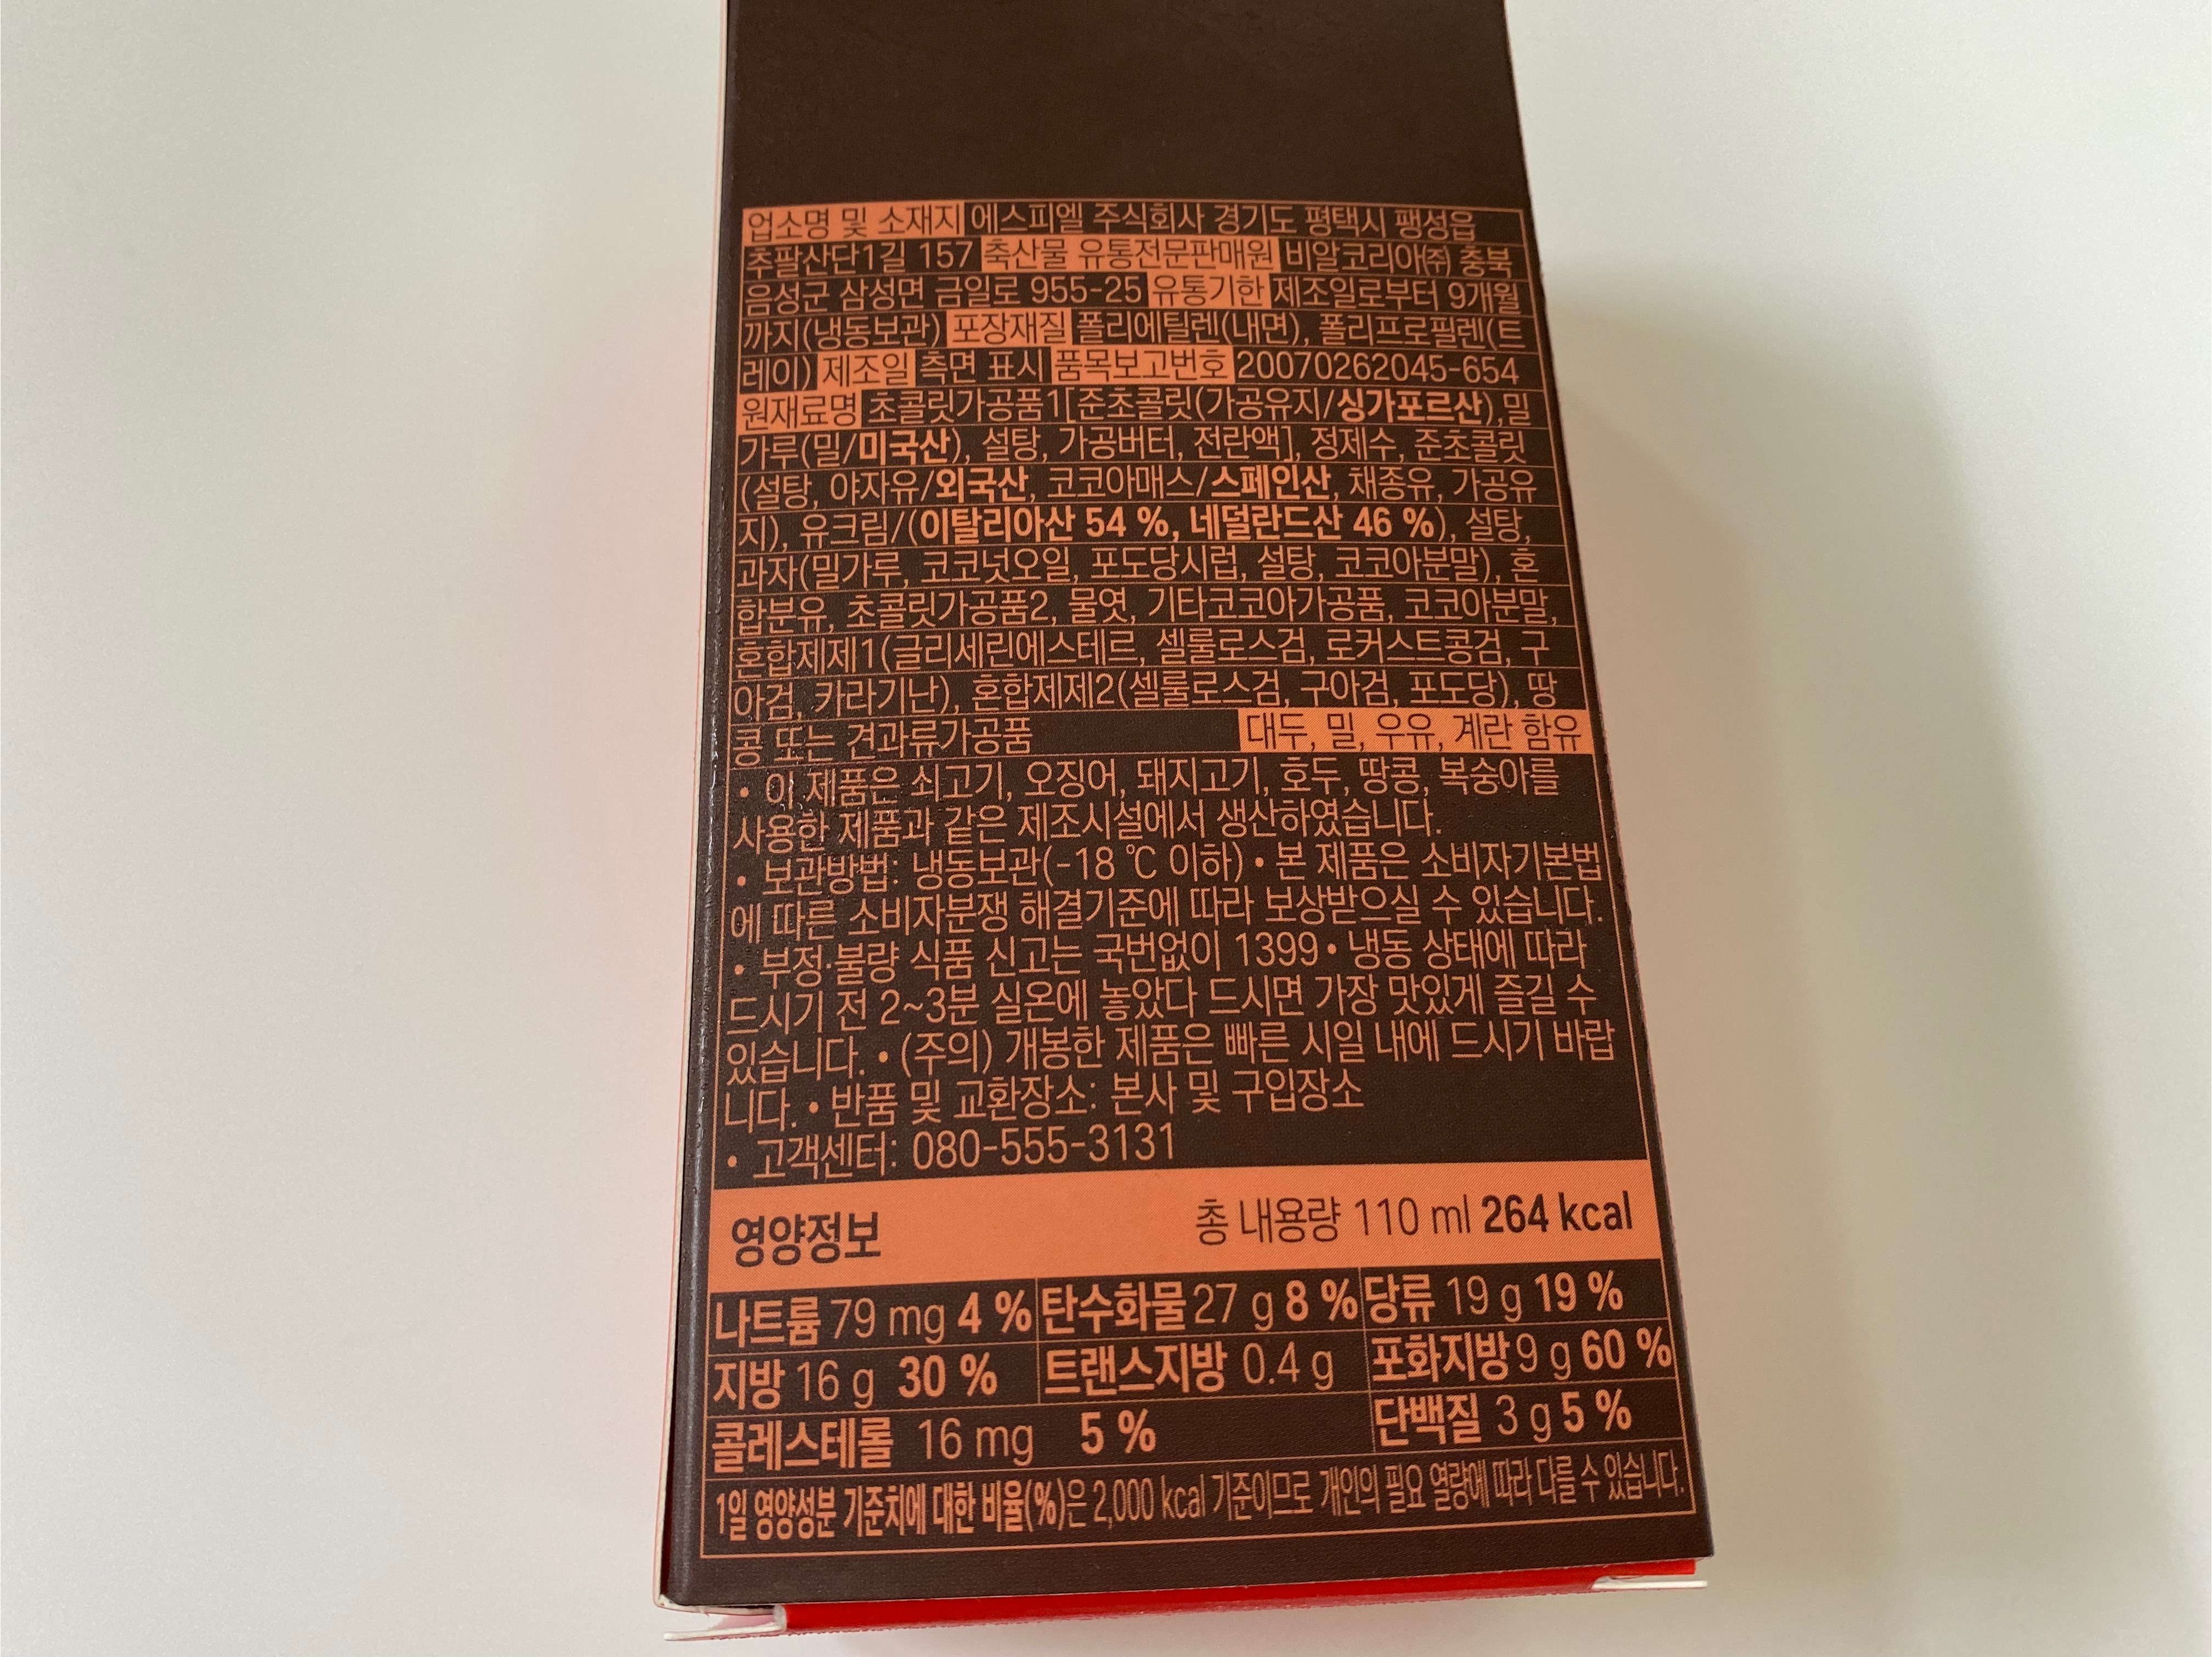 업소명 및 소재지 에스피엘 주식회사 경기도 평택시 팽성읍
추팔산단1길 157 축산물 유통전문판매원 비알코리아㈜ 충북
음성군 삼성면 금일로 955-25 유통기한 제조일로부터 9개월
까지(냉동보관) 포장재질 폴리에틸렌(내면), 폴리프로필렌(트
레이) 제조일 측면 표시 품목보고번호 20070262045-654
원재료명 초콜릿가공품1[준초콜릿(가공유지/싱가포르산),밀
가루(밀/미국산), 설탕, 가공버터, 전란액], 정제수, 준초콜릿
(설탕, 야자유/외국산, 코코아매스/스페인산, 채종유, 가공유
지), 유크림/(이탈리아산 54 %, 네덜란드산 46 %), 설탕,
과자(밀가루, 코코넛오일, 포도당시럽, 설탕, 코코아분말), 혼
합분유, 초콜릿가공품2, 물엿, 기타코코아가공품, 코코아분말,
혼합제제1(글리세린에스테르, 셀룰로스검, 로커스트콩검, 구
아검, 카라기난), 혼합제제2(셀룰로스검, 구아검, 포도당), 땅
콩 또는 견과류가공품 대두, 밀, 우유, 계란 함유
• 이 제품은 쇠고기, 오징어, 돼지고기, 호두, 땅콩, 복숭아를
사용한 제품과 같은 제조시설에서 생산하였습니다.
• 보관방법: 냉동보관(-18 ℃ 이하) • 본 제품은 소비자기본법
에 따른 소비자분쟁 해결기준에 따라 보상받으실 수 있습니다.
• 부정·불량 식품 신고는 국번없이 1399 • 냉동 상태에 따라
드시기 전 2~3분 실온에 놓았다 드시면 가장 맛있게 즐길 수
있습니다. • (주의) 개봉한 제품은 빠른 시일 내에 드시기 바랍
니다. • 반품 및 교환장소: 본사 및 구입장소
• 고객센터: 080-555-3131
영양정보 총 내용량 110 ml 264 kcal
나트륨 79 mg 4 % 탄수화물 27 g 8 % 당류 19 g 19 %
지방 16 g 30 % 트랜스지방 0.4 g 포화지방 9 g 60 %
콜레스테롤 16 mg 5 % 단백질 3 g 5 %
1일 영양성분 기준치에 대한 비율(%)은 2,000 kcal 기준이므로 개인의 필요 열량에 따라 다를 수 있습니다.